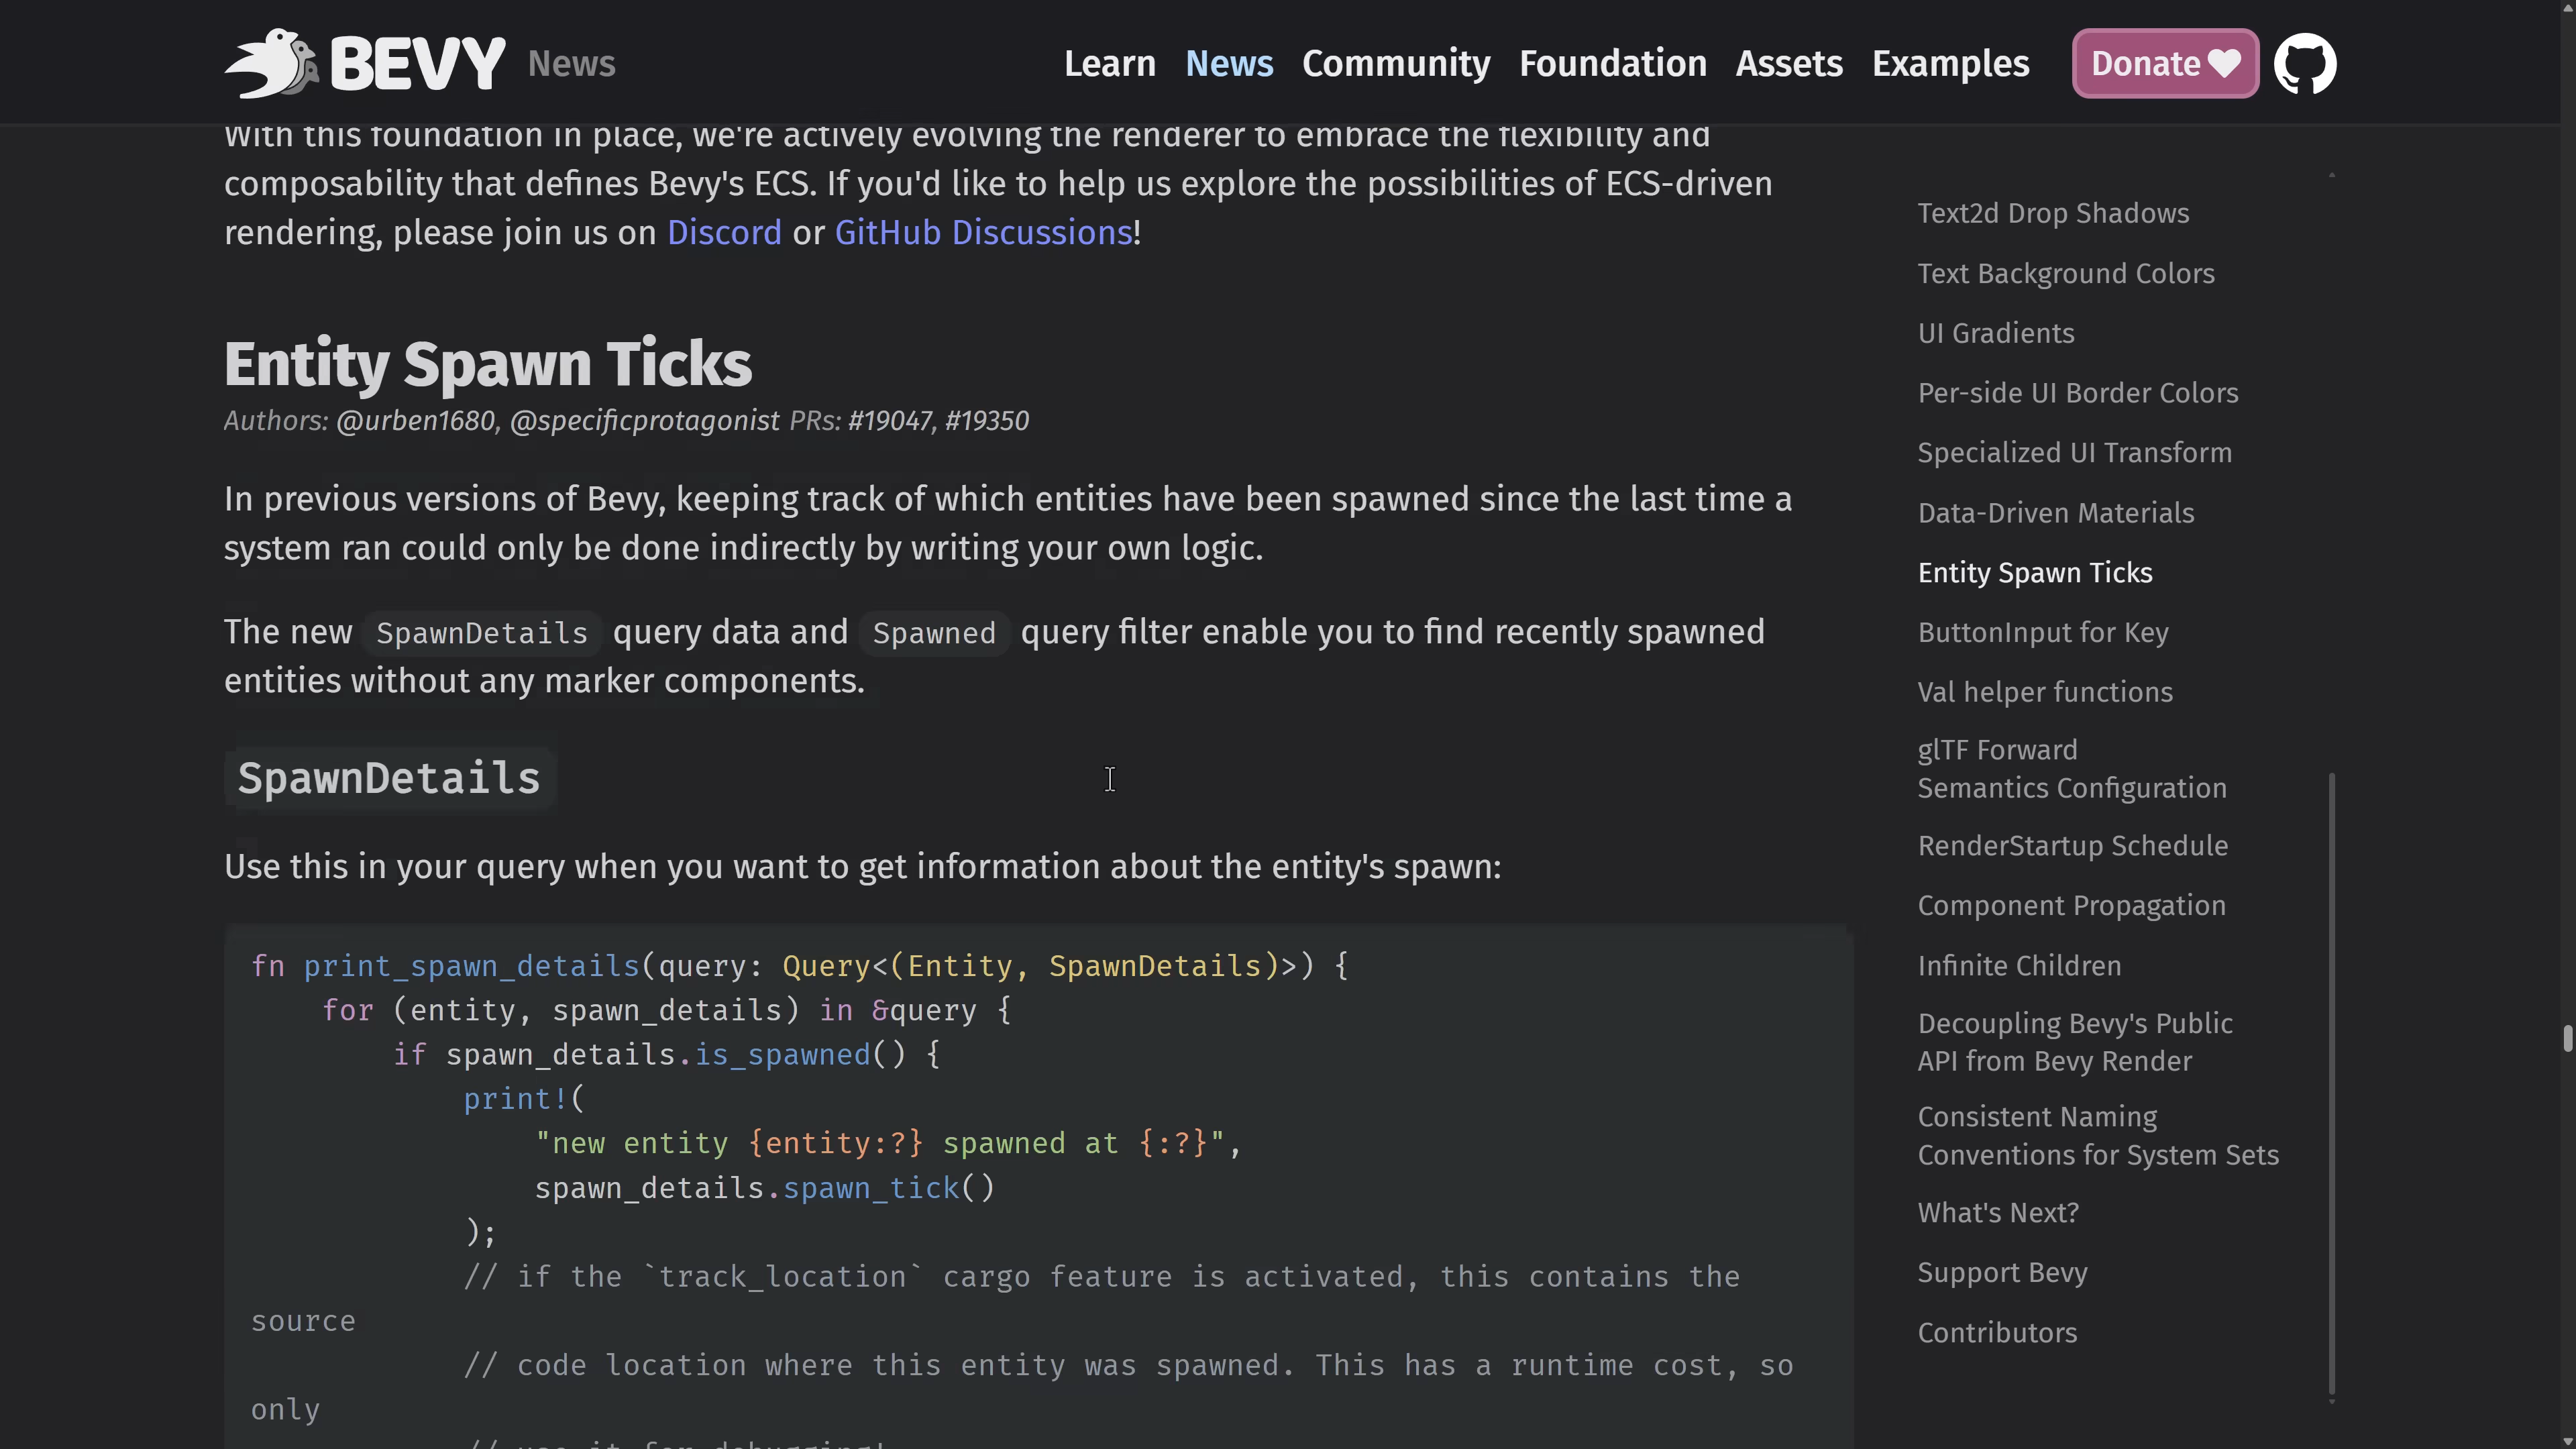 BEVY News
Learn News Community Foundation Assets Examples Donate
With this foundation in place, we're actively evolving the renderer to embrace the flexibility and
composability that defines Bevy's ECS. If you'd like to help us explore the possibilities of ECS-driven
rendering, please join us on Discord or GitHub Discussions!
Entity Spawn Ticks
Authors: @urben1680, @specificprotagonist PRs: #19047, #19350
In previous versions of Bevy, keeping track of which entities have been spawned since the last time a
system ran could only be done indirectly by writing your own logic.
The new SpawnDetails query data and Spawned query filter enable you to find recently spawned
entities without any marker components.
SpawnDetails
Use this in your query when you want to get information about the entity's spawn:
fn print_spawn_details(query: Query<(Entity, SpawnDetails)>) {
    for (entity, spawn_details) in &query {
        if spawn_details.is_spawned() {
            print!(
                "new entity {entity:?} spawned at {:?}",
                spawn_details.spawn_tick()
            );
            // if the `track_location` cargo feature is activated, this contains the
source
            // code location where this entity was spawned. This has a runtime cost, so
only
            // use it for debugging!
Text2d Drop Shadows
Text Background Colors
UI Gradients
Per-side UI Border Colors
Specialized UI Transform
Data-Driven Materials
Entity Spawn Ticks
ButtonInput for Key
Val helper functions
glTF Forward
Semantics Configuration
RenderStartup Schedule
Component Propagation
Infinite Children
Decoupling Bevy's Public
API from Bevy Render
Consistent Naming
Conventions for System Sets
What's Next?
Support Bevy
Contributors